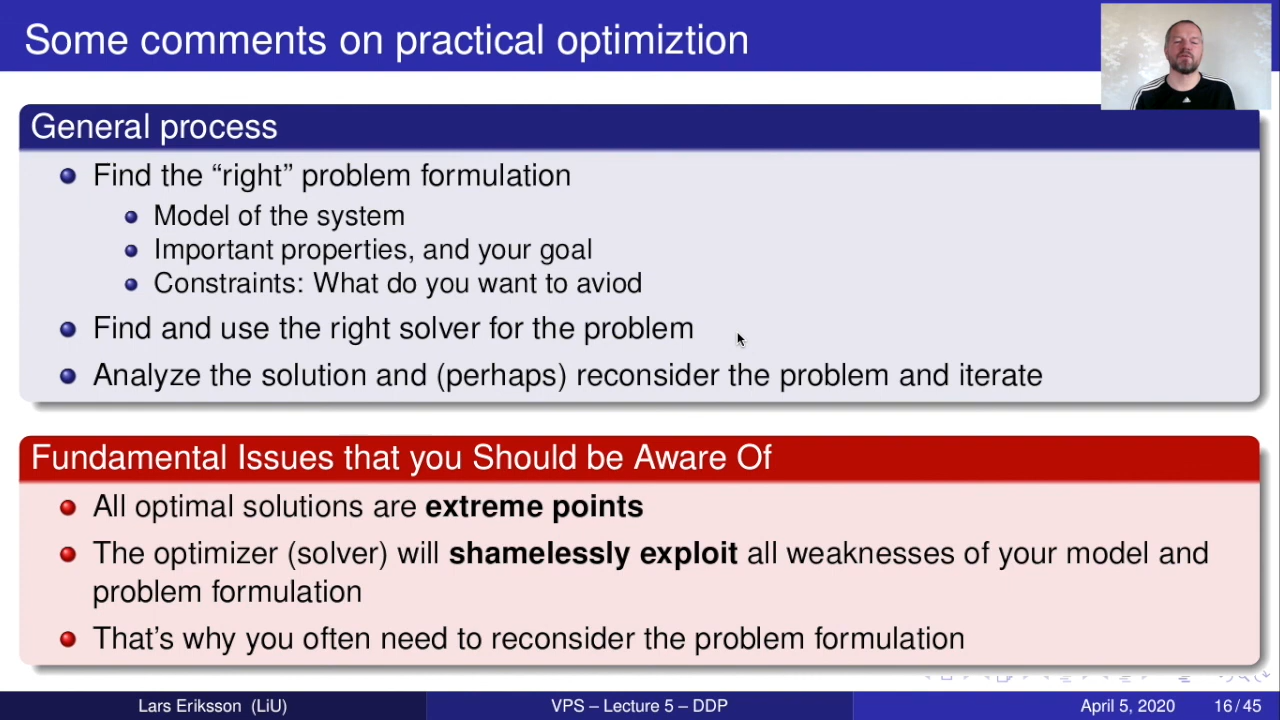 Some comments on practical optimiztion
General process
Find the “right” problem formulation
Model of the system
Important properties, and your goal
Constraints: What do you want to aviod
Find and use the right solver for the problem
Analyze the solution and (perhaps) reconsider the problem and iterate
Fundamental Issues that you Should be Aware Of
All optimal solutions are extreme points
The optimizer (solver) will shamelessly exploit all weaknesses of your model and
problem formulation
That's why you often need to reconsider the problem formulation
Lars Eriksson (LiU) VPS – Lecture 5 – DDP April 5, 2020 16/45